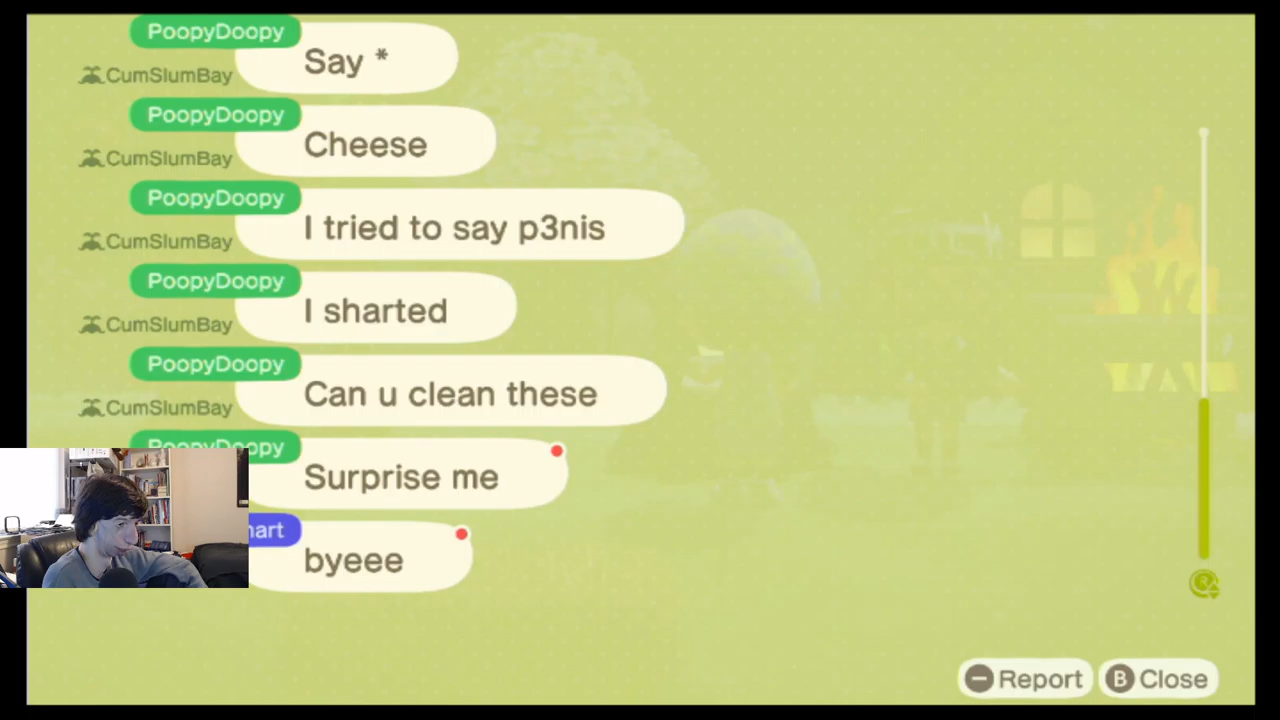 PoopyDoopy
Say *
CumSlumBay
PoopyDoopy
Cheese
CumSlumBay
PoopyDoopy
I tried to say p3nis
CumSlumBay
PoopyDoopy
I sharted
CumSlumBay
PoopyDoopy
Can u clean these
CumSlumBay
PoopyDoopy
Surprise me
byeee
Report
B Close